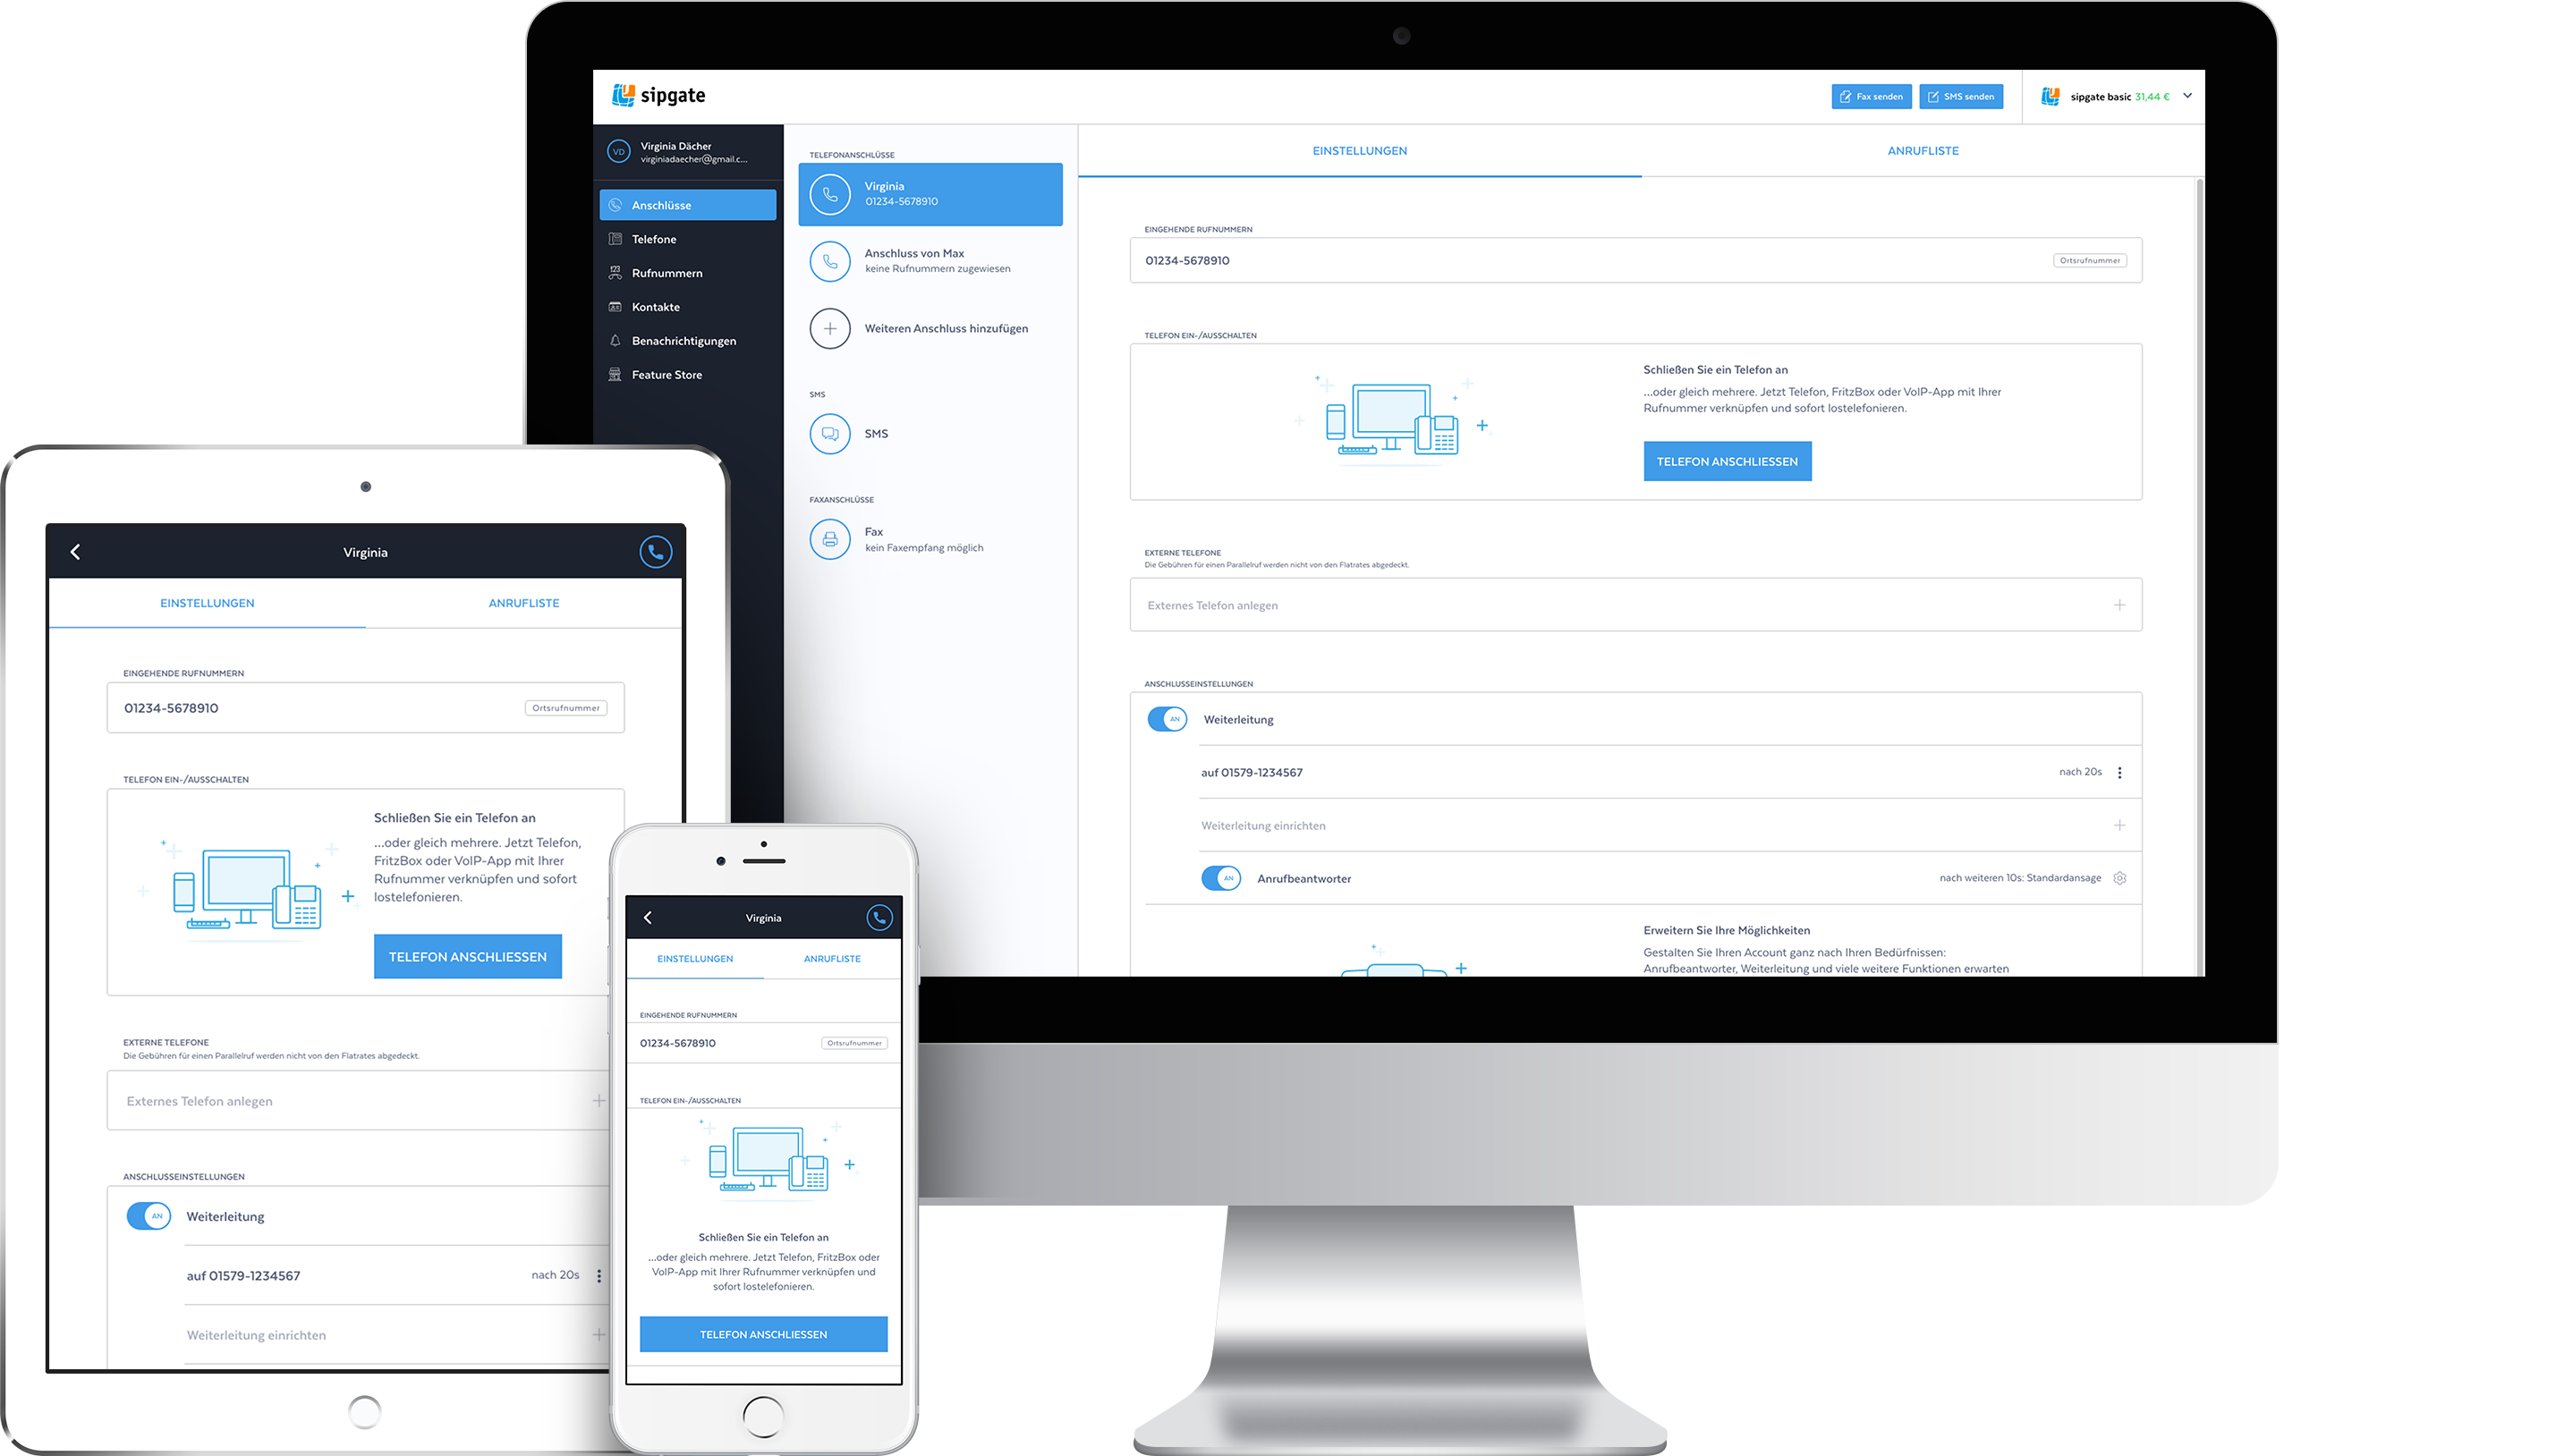 sipgate
Fax senden
SMS senden
sipgate basic 31,44 €
VD
Virginia Dächer
virginiadaecher@gmail.c...
Anschlüsse
Telefone
Rufnummern
Kontakte
Benachrichtigungen
Feature Store
TELEFONANSCHLÜSSE
Virginia
01234-5678910
Anschluss von Max
keine Rufnummern zugewiesen
Weiteren Anschluss hinzufügen
SMS
SMS
FAXANSCHLÜSSE
Fax
kein Faxempfang möglich
EINSTELLUNGEN
ANRUFLISTE
EINGEHENDE RUFNUMMERN
01234-5678910
Ortsrufnummer
TELEFON EIN-/AUSSCHALTEN
Schließen Sie ein Telefon an
...oder gleich mehrere. Jetzt Telefon, FritzBox oder VoIP-App mit Ihrer
Rufnummer verknüpfen und sofort lostelefonieren.
TELEFON ANSCHLIESSEN
EXTERNE TELEFONE
Die Gebühren für einen Parallelruf werden nicht von den Flatrates abgedeckt.
Externes Telefon anlegen
ANSCHLUSSEINSTELLUNGEN
AN
Weiterleitung
auf 01579-1234567
nach 20s
Weiterleitung einrichten
AN
Anrufbeantworter
nach weiteren 10s: Standardansage
Erweitern Sie Ihre Möglichkeiten
Gestalten Sie Ihren Account ganz nach Ihren Bedürfnissen:
Anrufbeantworter, Weiterleitung und viele weitere Funktionen erwarten
Virginia
EINSTELLUNGEN
ANRUFLISTE
EINGEHENDE RUFNUMMERN
01234-5678910
Ortsrufnummer
TELEFON EIN-/AUSSCHALTEN
Schließen Sie ein Telefon an
...oder gleich mehrere. Jetzt Telefon,
FritzBox oder VoIP-App mit Ihrer
Rufnummer verknüpfen und sofort
lostelefonieren.
TELEFON ANSCHLIESSEN
EXTERNE TELEFONE
Die Gebühren für einen Parallelruf werden nicht von den Flatrates abgedeckt.
Externes Telefon anlegen
ANSCHLUSSEINSTELLUNGEN
AN
Weiterleitung
auf 01579-1234567
nach 20s
Weiterleitung einrichten
Virginia
EINSTELLUNGEN
ANRUFLISTE
EINGEHENDE RUFNUMMERN
01234-5678910
Ortsrufnummer
TELEFON EIN-/AUSSCHALTEN
Schließen Sie ein Telefon an
...oder gleich mehrere. Jetzt Telefon, FritzBox oder
VoIP-App mit Ihrer Rufnummer verknüpfen und
sofort lostelefonieren.
TELEFON ANSCHLIESSEN